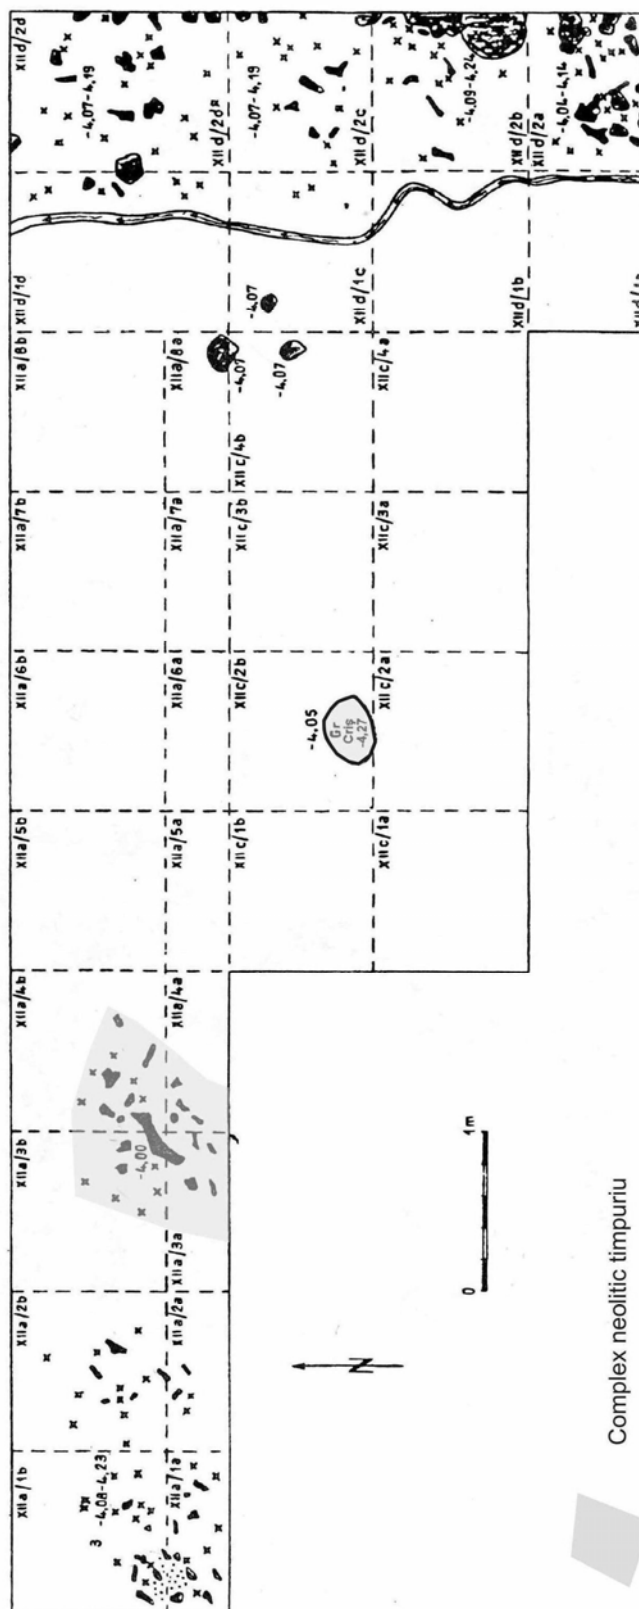 XIId/2d
-4,07-4,19
-4,07-4,19
XIId/2c
-4,09-4,24
XIId/2b
XIId/2a
-4,04-4,14
XIId/1d
-4,07
XIId/1c
XIId/1b
XIIa/8b
XIIa/8a
-4,07
-4,07
XIIc/4b
XIIc/4a
XIIa/7b
XIIa/7a
XIIc/3b
XIIc/3a
XIIa/6b
XIIa/6a
XIIc/2b
-4,05
Gr
Criş
-4,27
XIIc/2a
XIIa/5b
XIIa/5a
XIIc/1b
XIIc/1a
XIIa/4b
XIIa/4a
XIIa/3b
-4,00
XIIa/3a
XIIa/2b
XIIa/2a
XIIa/1b
3 -4,08-4,23
XIIa/1a
0 1m
N
Complex neolitic timpuriu